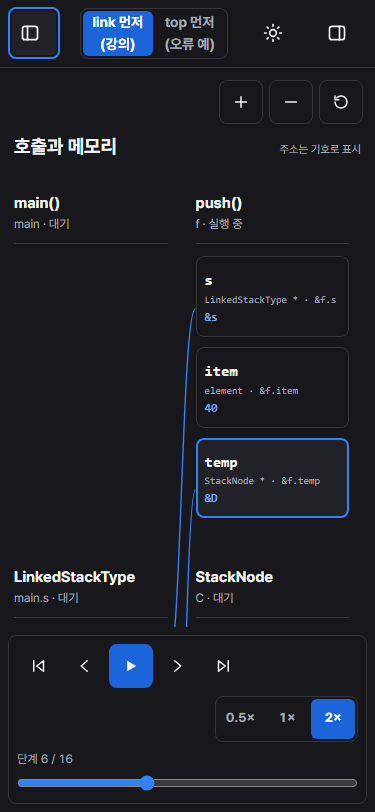 link 먼저
(강의)
top 먼저
(오류 예)
호출과 메모리
주소는 기호로 표시
main()
main · 대기
push()
f · 실행 중
s
LinkedStackType * · &f.s
&s
item
element · &f.item
40
temp
StackNode * · &f.temp
&D
LinkedStackType
main.s · 대기
StackNode
C · 대기
0.5×
1×
2×
단계 6 / 16